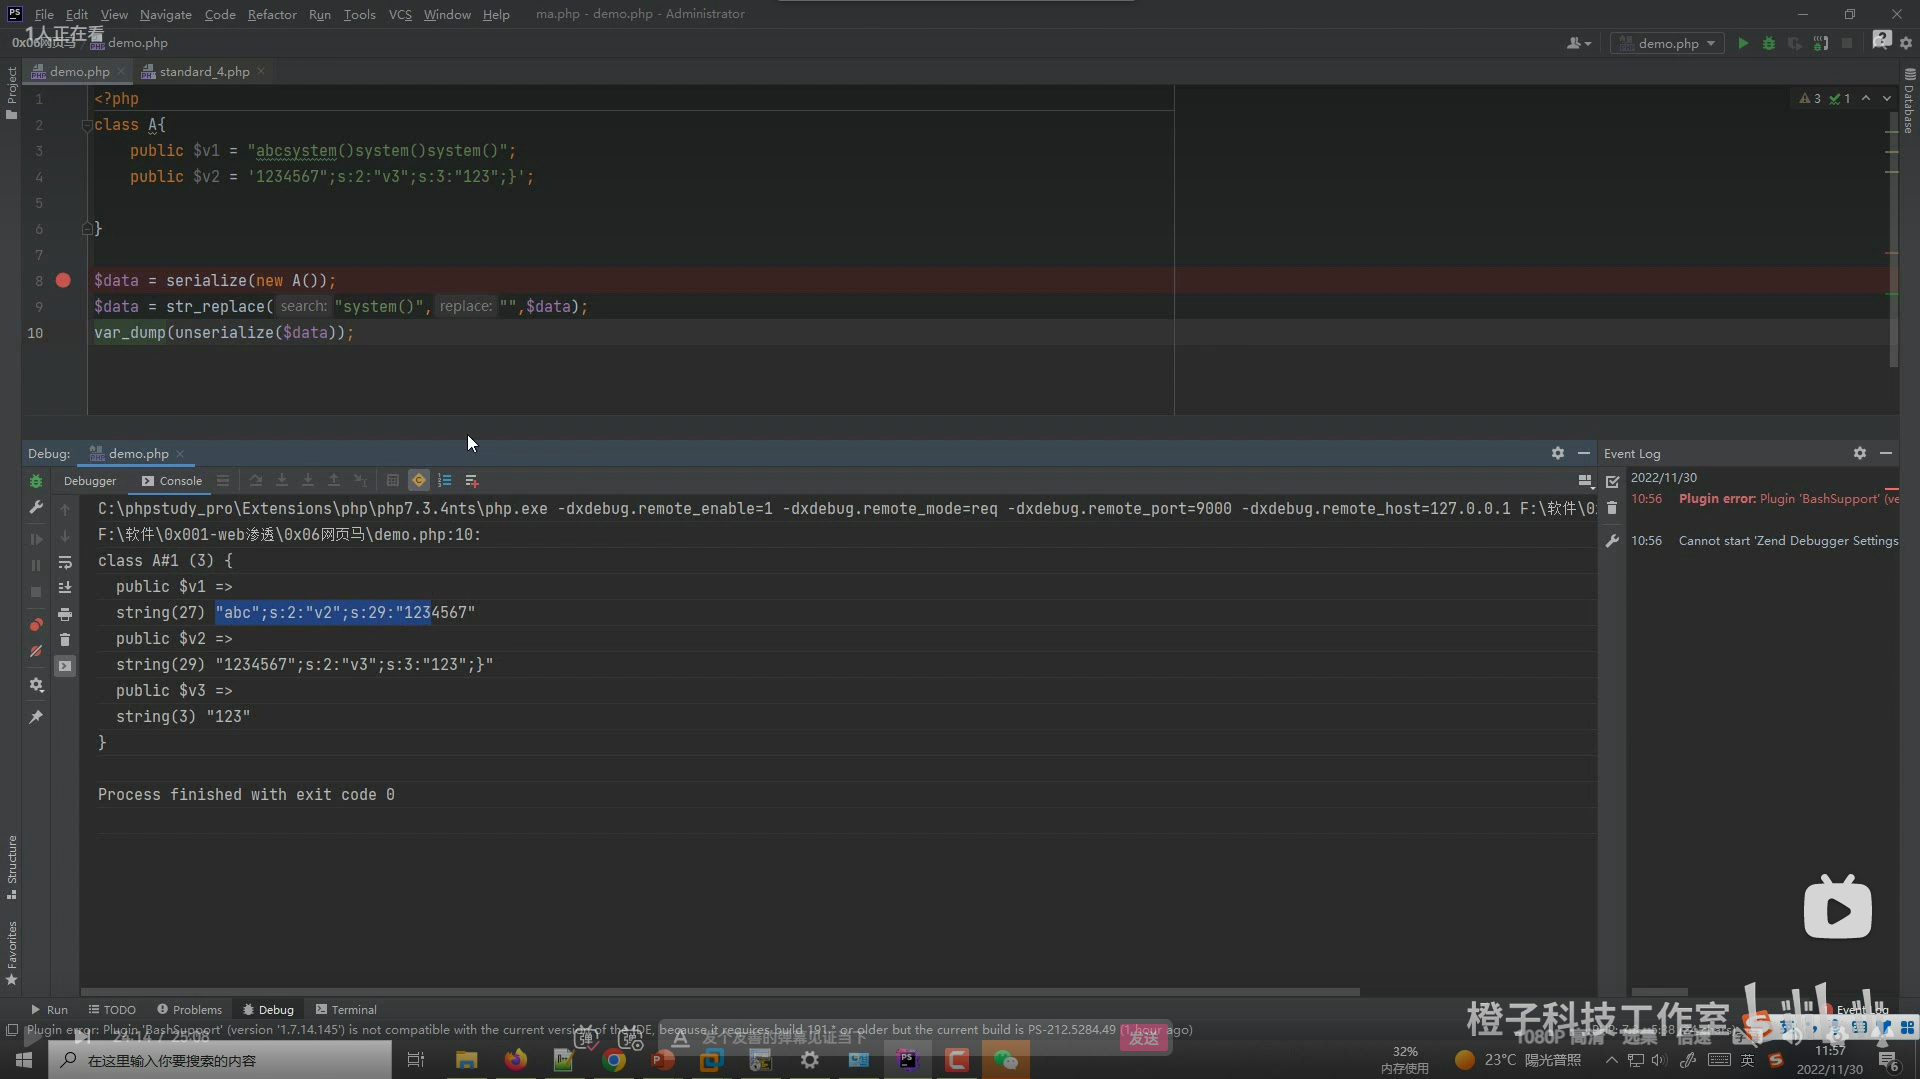 File Edit View Navigate Code Refactor Run Tools VCS Window Help ma.php - demo.php - Administrator
1人正在看
0x06网页马 demo.php
demo.php
demo.php standard_4.php
Project
Database
1 <?php
2 class A{
3 public $v1 = "abcsystem()system()system()";
4 public $v2 = '1234567";s:2:"v3";s:3:"123";}';
5
6 }
7
8 $data = serialize(new A());
9 $data = str_replace( search: "system()", replace: "",$data);
10 var_dump(unserialize($data));
3 1
Debug: demo.php
Event Log
Debugger Console
2022/11/30
10:56 Plugin error: Plugin 'BashSupport' (ve
10:56 Cannot start 'Zend Debugger Settings
C:\phpstudy_pro\Extensions\php\php7.3.4nts\php.exe -dxdebug.remote_enable=1 -dxdebug.remote_mode=req -dxdebug.remote_port=9000 -dxdebug.remote_host=127.0.0.1 F:\软件\0
F:\软件\0x001-web渗透\0x06网页马\demo.php:10:
class A#1 (3) {
public $v1 =>
string(27) "abc";s:2:"v2";s:29:"1234567"
public $v2 =>
string(29) "1234567";s:2:"v3";s:3:"123";}"
public $v3 =>
string(3) "123"
}
Process finished with exit code 0
Structure
Favorites
Run TODO Problems Debug Terminal
橙子科技工作室
Plugin error: Plugin 'BashSupport' (version '1.7.14.145') is not compatible with the current version of the IDE, because it requires build 191.* or older but the current build is PS-212.5284.49 (1 hour ago)
24:14 / 25:08
发个友善的弹幕见证当下
发送
1080P 高清 选集 倍速
在这里输入你要搜索的内容
32%
内存使用
23°C 陽光普照
英
11:57
2022/11/30
6